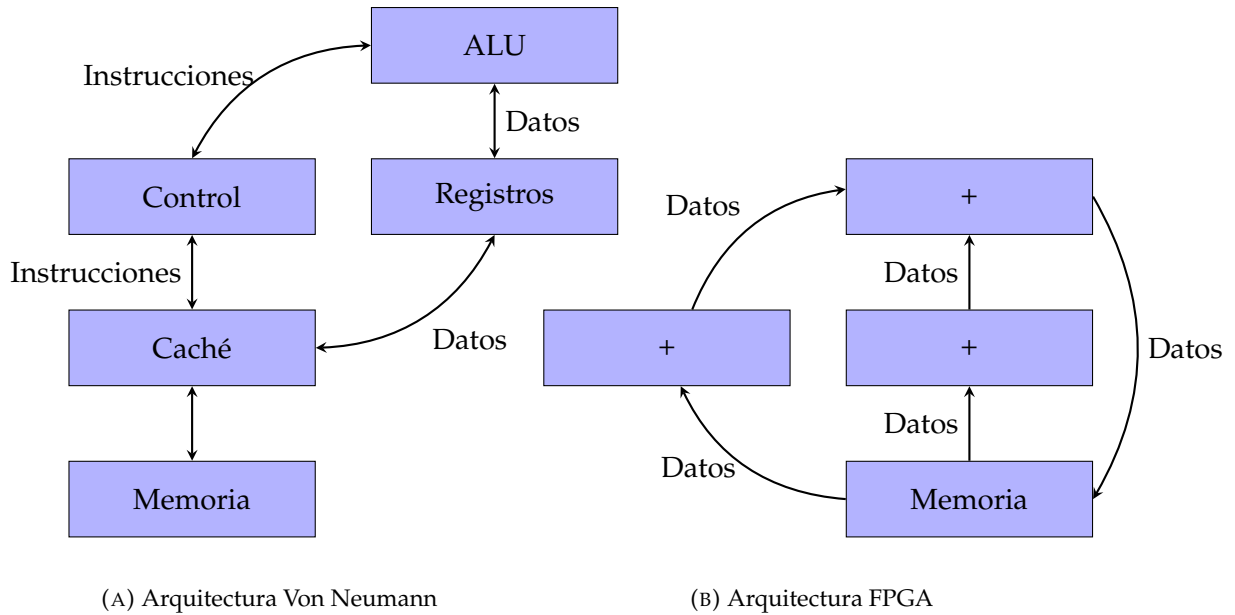 ALU
Instrucciones
Datos
Control
Registros
Instrucciones
Caché
Datos
Memoria
(A) Arquitectura Von Neumann
+
Datos
Datos
+
+
Datos
Datos
Datos
Memoria
(B) Arquitectura FPGA